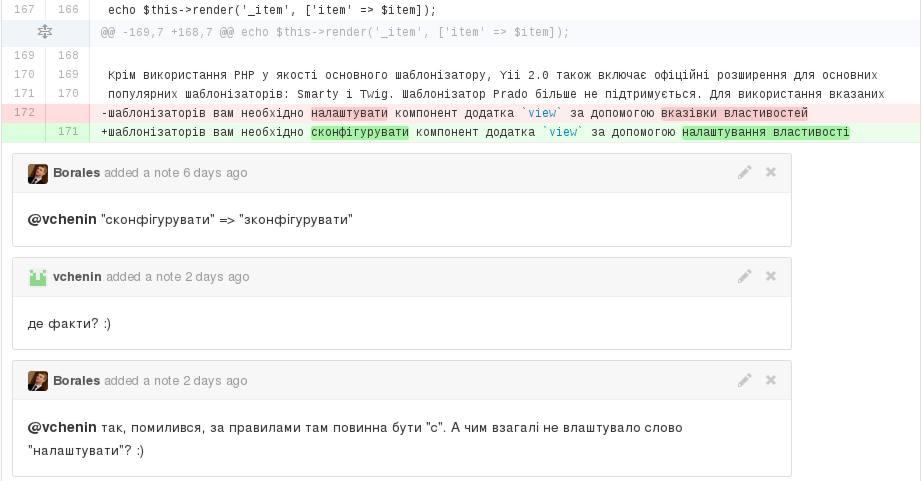 167 166 echo $this->render('_item', ['item' => $item]);
@@ -169,7 +168,7 @@ echo $this->render('_item', ['item' => $item]);
169 168
170 169 Крім використання PHP у якості основного шаблонізатору, Yii 2.0 також включає офіційні розширення для основних
171 170 популярних шаблонізаторів: Smarty і Twig. Шаблонізатор Prado більше не підтримується. Для використання вказаних
172 -шаблонізаторів вам необхідно налаштувати компонент додатка `view` за допомогою вказівки властивостей
171 +шаблонізаторів вам необхідно сконфігурувати компонент додатка `view` за допомогою налаштування властивості
Borales added a note 6 days ago
@vchenin "сконфігурувати" => "зконфігурувати"
vchenin added a note 2 days ago
де факти? :)
Borales added a note 2 days ago
@vchenin так, помилився, за правилами там повинна бути "с". А чим взагалі не влаштувало слово
"налаштувати"? :)